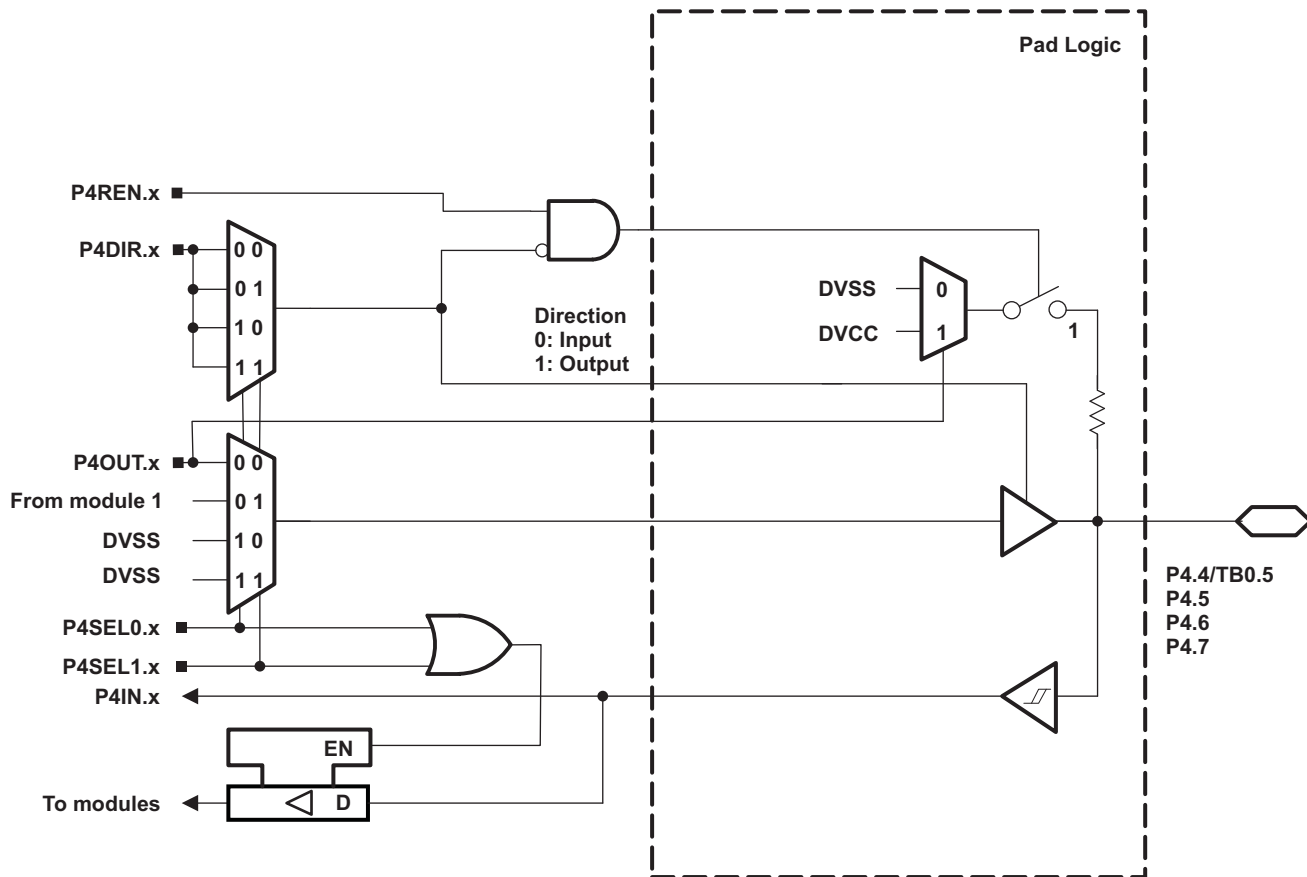 Pad Logic
P4REN.x
P4DIR.x
0 0
0 1
1 0
1 1
Direction
0: Input
1: Output
DVSS
DVCC
0
1
1
P4OUT.x
From module 1
DVSS
DVSS
0 0
0 1
1 0
1 1
P4SEL0.x
P4SEL1.x
P4IN.x
EN
D
To modules
P4.4/TB0.5
P4.5
P4.6
P4.7